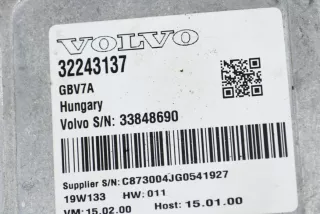 VOLVO
32243137
GBV7A
Hungary
Volvo S/N: 33848690
Supplier S/N: C873004JG0541927
19W133 HW: 011
VM: 15.02.00 Host: 15.01.00